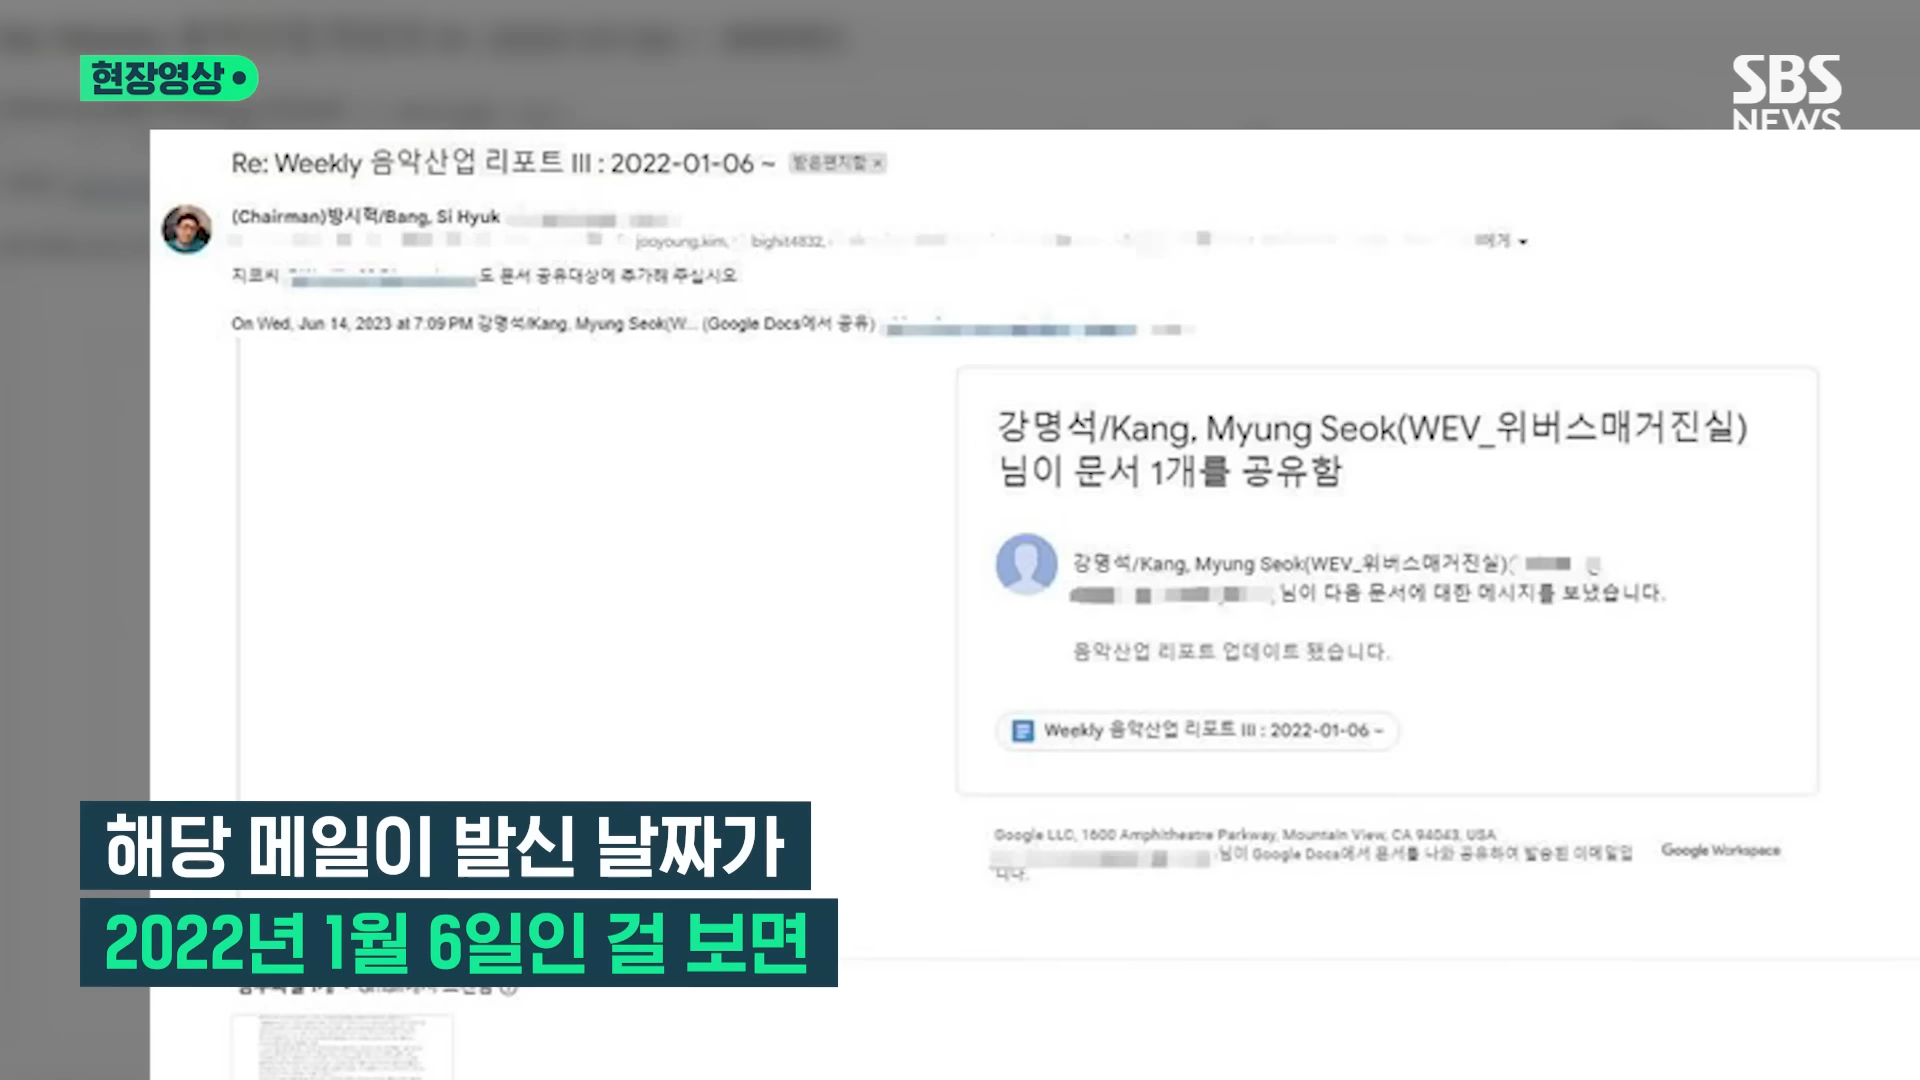 현장영상
SBS
NEWS
Re: Weekly 음악산업 리포트 III : 2022-01-06 ~ 받은편지함 ×
(Chairman)방시혁/Bang, Si Hyuk
jooyoung.kim, bighit4832, 에게
지코씨 도 문서 공유대상에 추가해 주십시오
On Wed, Jun 14, 2023 at 7:09 PM 강명석/Kang, Myung Seok(W... (Google Docs에서 공유)
강명석/Kang, Myung Seok(WEV_위버스매거진실)
님이 문서 1개를 공유함
강명석/Kang, Myung Seok(WEV_위버스매거진실)(
님이 다음 문서에 대한 메시지를 보냈습니다.
음악산업 리포트 업데이트 됐습니다.
Weekly 음악산업 리포트 III : 2022-01-06 ~
Google LLC, 1600 Amphitheatre Parkway, Mountain View, CA 94043, USA
님이 Google Docs에서 문서를 나와 공유하여 발송된 이메일입
니다.
Google Workspace
해당 메일이 발신 날짜가
2022년 1월 6일인 걸 보면